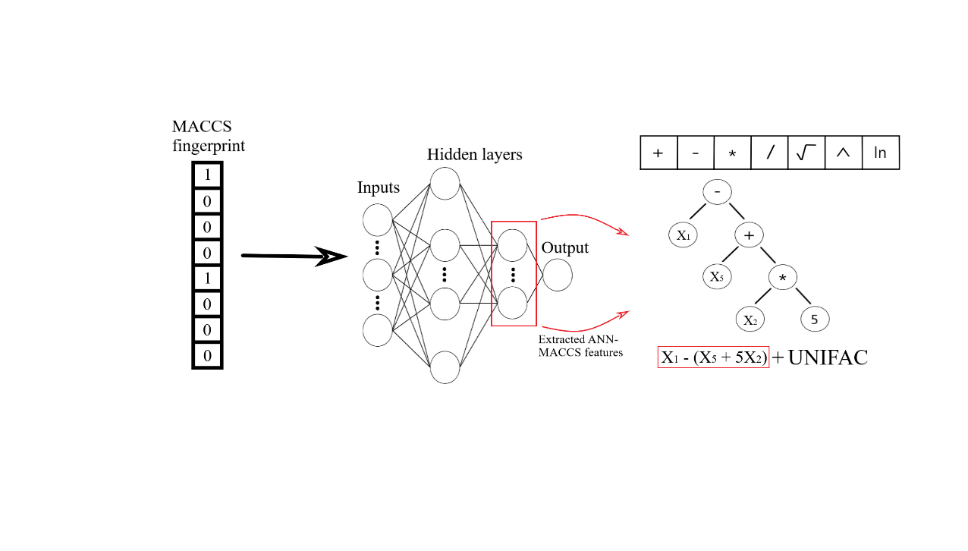 MACCS
fingerprint
1
0
0
0
1
0
0
0
Inputs
Hidden layers
Output
Extracted ANN-
MACCS features
+ - * / √ ^ ln
-
X₁ +
X₅ *
X₂ 5
X₁ - (X₅ + 5X₂) + UNIFAC